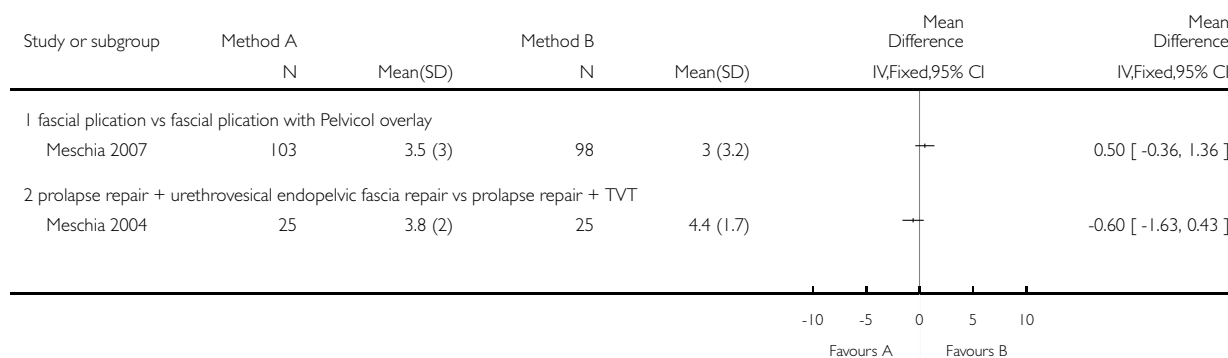 Mean Mean
Study or subgroup Method A Method B Difference Difference
N Mean(SD) N Mean(SD) IV,Fixed,95% CI IV,Fixed,95% CI
1 fascial plication vs fascial plication with Pelvicol overlay
Meschia 2007 103 3.5 (3) 98 3 (3.2) 0.50 [ -0.36, 1.36 ]
2 prolapse repair + urethrovesical endopelvic fascia repair vs prolapse repair + TVT
Meschia 2004 25 3.8 (2) 25 4.4 (1.7) -0.60 [ -1.63, 0.43 ]
-10 -5 0 5 10
Favours A Favours B